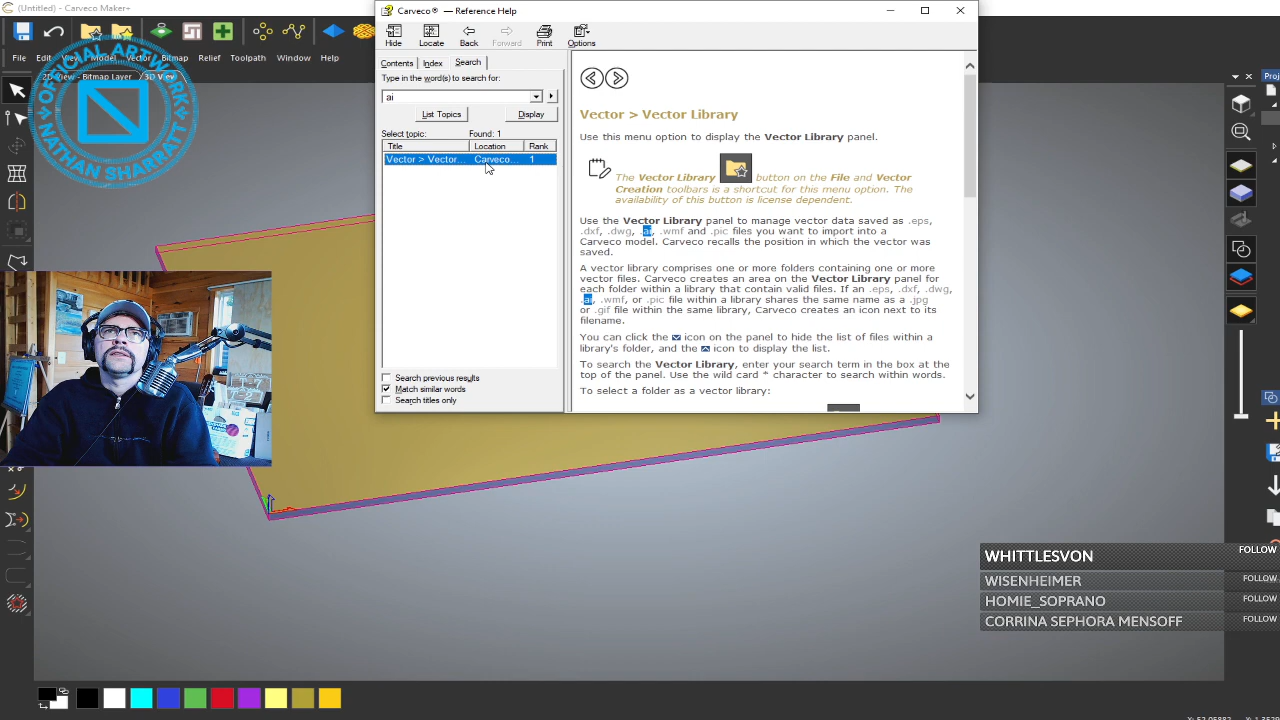 (Untitled) - Carveco Maker+
File Edit View Model Vector Bitmap Relief Toolpath Window Help
2D View - Bitmap Layer 3D View
OFFICIAL ARTWORK
NATHAN SHARRATT
Carveco® — Reference Help
Hide Locate Back Forward Print Options
Contents Index Search
Type in the word(s) to search for:
ai
List Topics Display
Select topic: Found: 1
Title Location Rank
Vector > Vector... Carveco... 1
Search previous results
Match similar words
Search titles only
Vector > Vector Library
Use this menu option to display the Vector Library panel.
The Vector Library button on the File and Vector
Creation toolbars is a shortcut for this menu option. The
availability of this button is license dependent.
Use the Vector Library panel to manage vector data saved as .eps,
.dxf, .dwg, .ai, .wmf and .pic files you want to import into a
Carveco model. Carveco recalls the position in which the vector was
saved.
A vector library comprises one or more folders containing one or more
vector files. Carveco creates an area on the Vector Library panel for
each folder within a library that contain valid files. If an .eps, .dxf, .dwg,
.ai, .wmf, or .pic file within a library shares the same name as a .jpg
or .gif file within the same library, Carveco creates an icon next to its
filename.
You can click the icon on the panel to hide the list of files within a
library's folder, and the icon to display the list.
To search the Vector Library, enter your search term in the box at the
top of the panel. Use the wild card * character to search within words.
To select a folder as a vector library:
Proj
WHITTLESVON FOLLOW
WISENHEIMER FOLLOW
HOMIE_SOPRANO FOLLOW
CORRINA SEPHORA MENSOFF FOLLOW